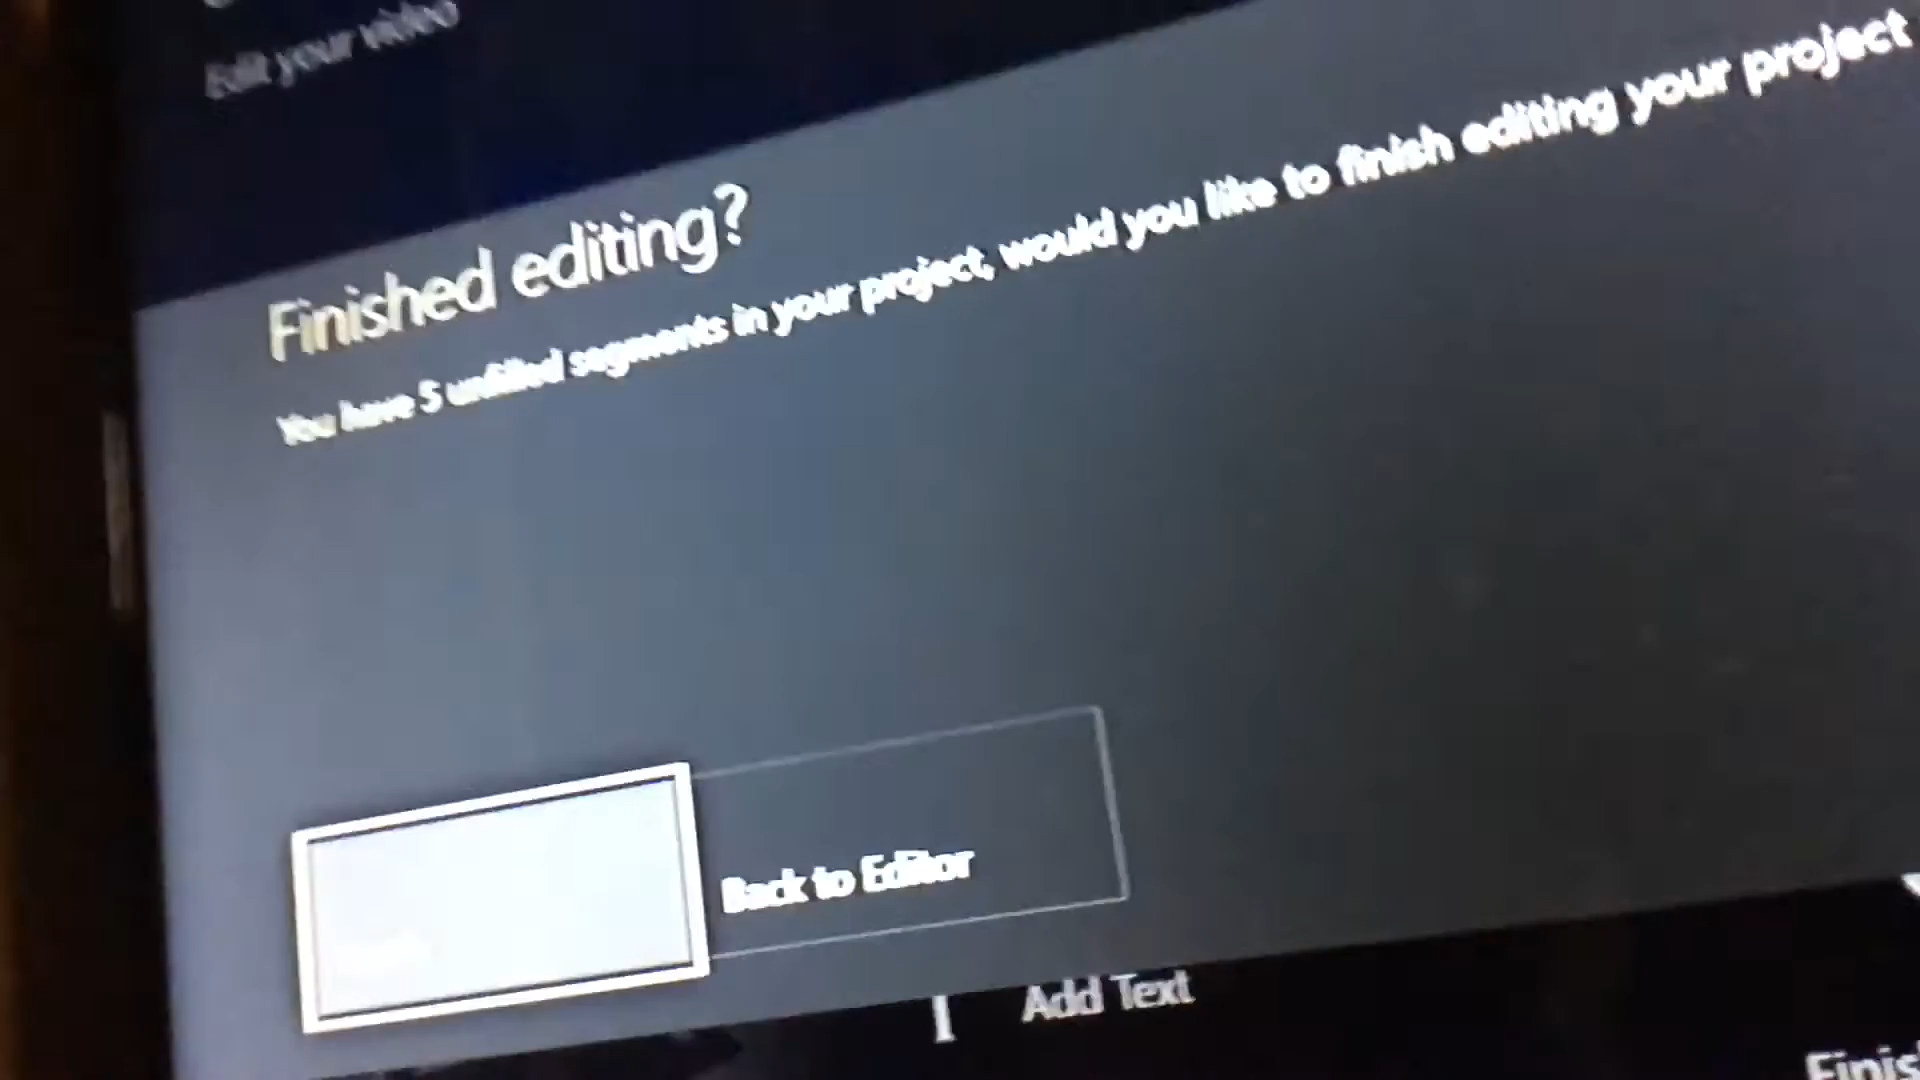 Edit your video
Finished editing?
You have 5 unfilled segments in your project, would you like to finish editing your project
Back to Editor
Add Text
Finis